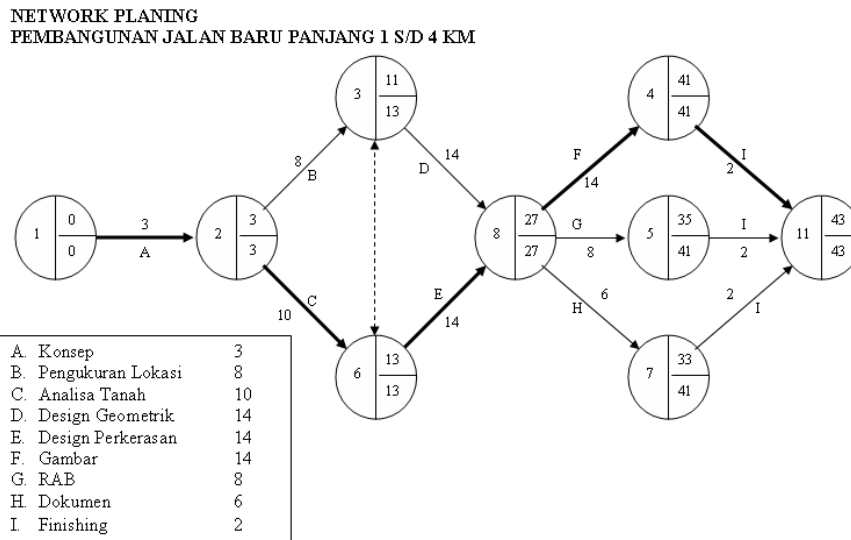 NETWORK PLANING
PEMBANGUNAN JALAN BARU PANJANG 1 S/D 4 KM
3 11
13
4 41
41
8
B
14
D
F
14
I
2
1 0
0
3
A
2 3
3
8 27
27
G
8
5 35
41
I
2
11 43
43
C
10
E
14
6
H
2
I
6 13
13
7 33
41
A. Konsep 3
B. Pengukuran Lokasi 8
C. Analisa Tanah 10
D. Design Geometrik 14
E. Design Perkerasan 14
F. Gambar 14
G. RAB 8
H. Dokumen 6
I. Finishing 2